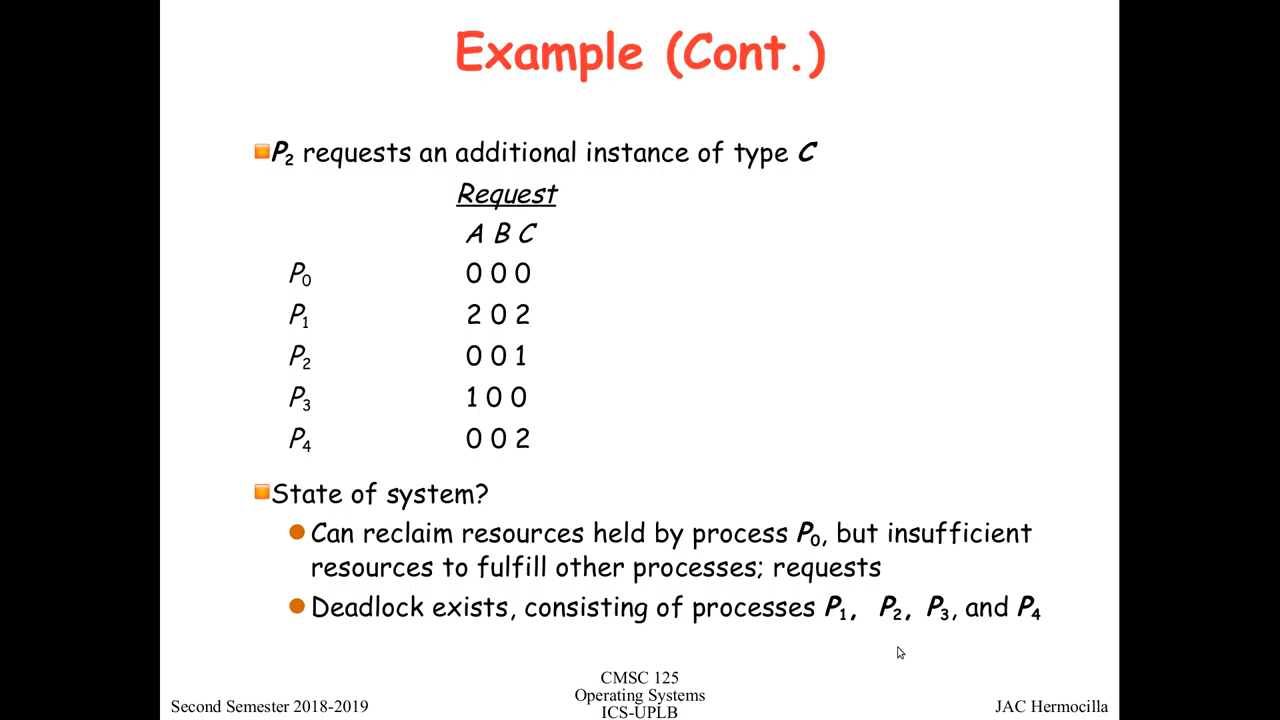 Example (Cont.)
P2 requests an additional instance of type C
Request
A B C
P0 0 0 0
P1 2 0 2
P2 0 0 1
P3 1 0 0
P4 0 0 2
State of system?
Can reclaim resources held by process P0, but insufficient
resources to fulfill other processes; requests
Deadlock exists, consisting of processes P1, P2, P3, and P4
CMSC 125
Operating Systems
ICS-UPLB
Second Semester 2018-2019
JAC Hermocilla